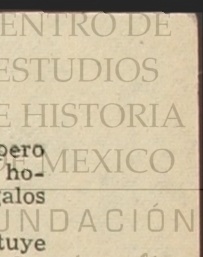 ENTRO DE
ESTUDIOS
E HISTORIA
pero
E MEXICO
ho-
galos
UNDACIÓN
tuye